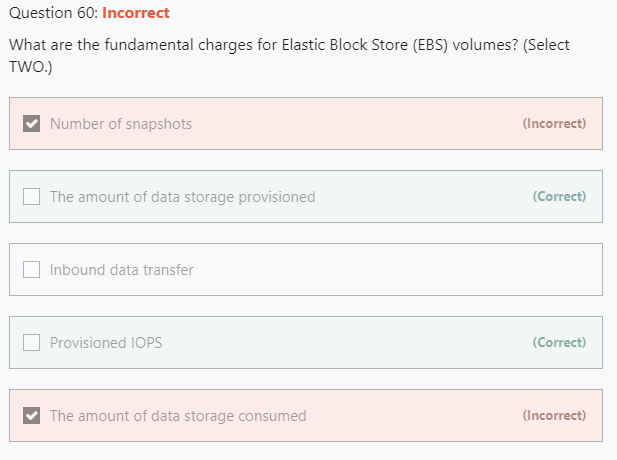 Question 60: Incorrect
What are the fundamental charges for Elastic Block Store (EBS) volumes? (Select
TWO.)
Number of snapshots (Incorrect)
The amount of data storage provisioned (Correct)
Inbound data transfer
Provisioned IOPS (Correct)
The amount of data storage consumed (Incorrect)